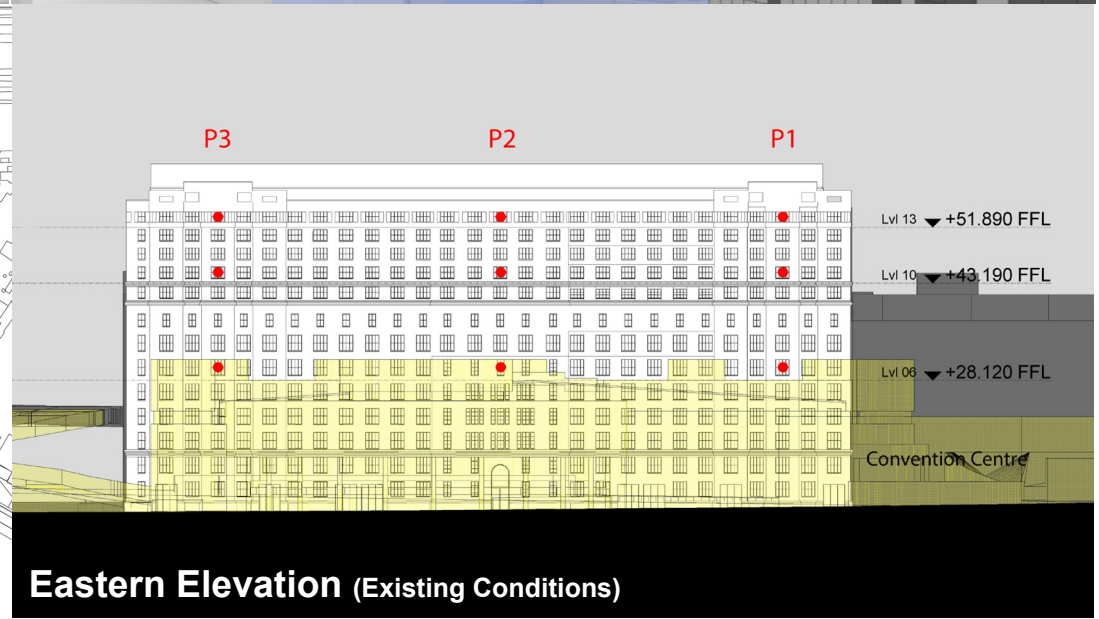 P3 P2 P1
Lvl 13 +51.890 FFL
Lvl 10 +43.190 FFL
Lvl 06 +28.120 FFL
Convention Centre
Eastern Elevation (Existing Conditions)